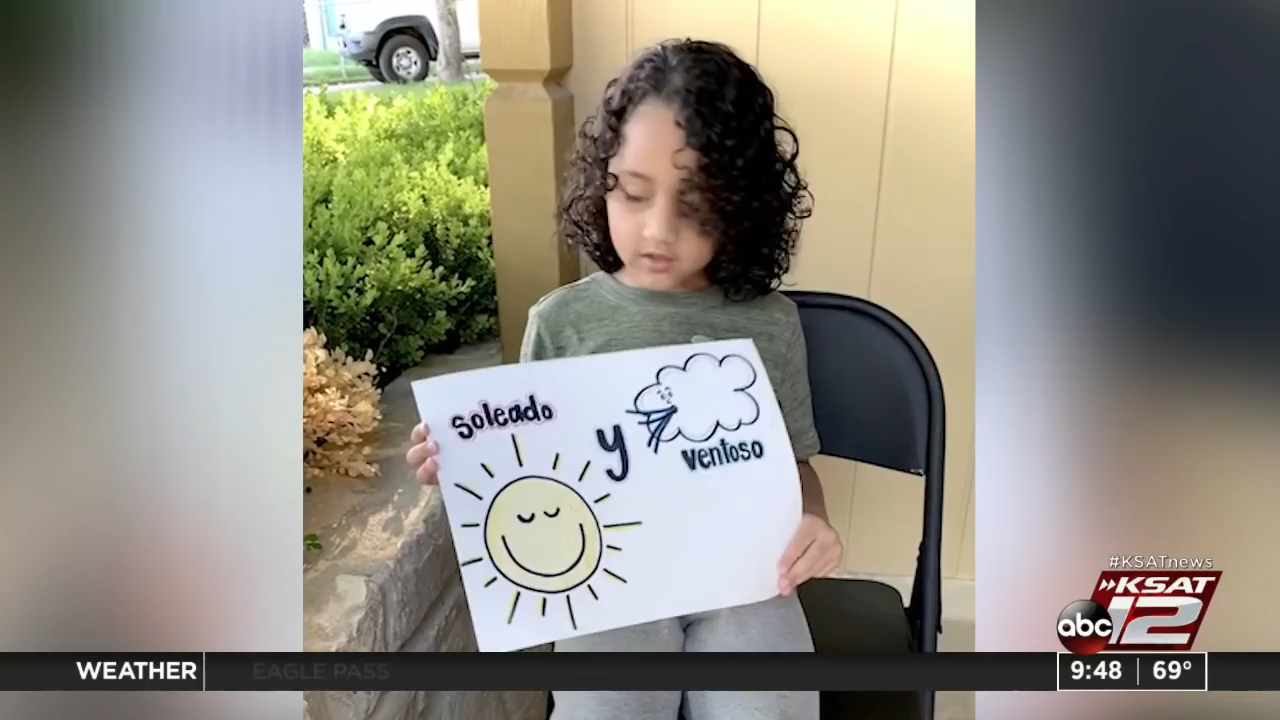 soleado
y
ventoso
#KSATnews
KSAT
abc 12
WEATHER EAGLE PASS
9:48 69°